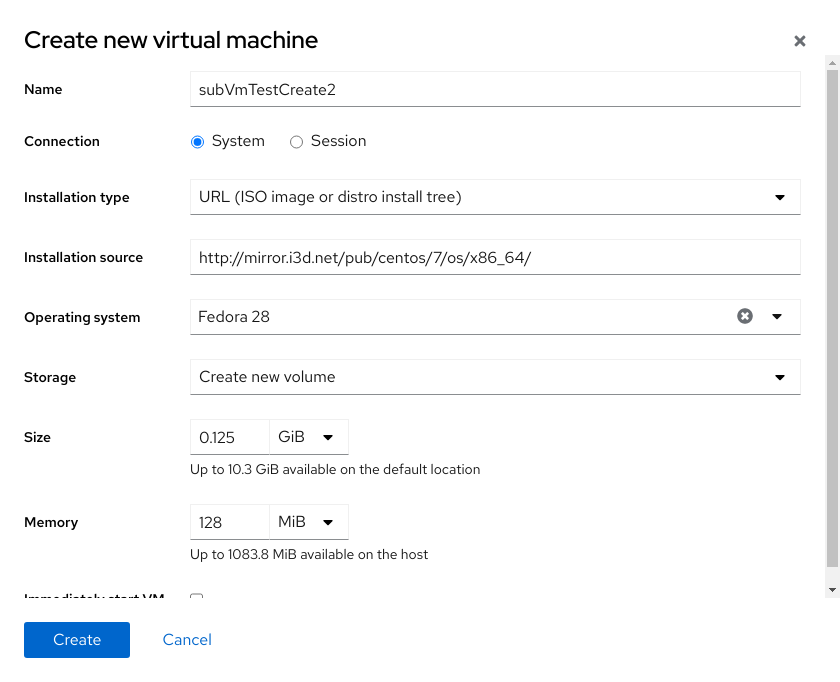 Create new virtual machine
Name
subVmTestCreate2
Connection
System
Session
Installation type
URL (ISO image or distro install tree)
Installation source
http://mirror.i3d.net/pub/centos/7/os/x86_64/
Operating system
Fedora 28
Storage
Create new volume
Size
0.125
GiB
Up to 10.3 GiB available on the default location
Memory
128
MiB
Up to 1083.8 MiB available on the host
Immediately start VM
Create
Cancel